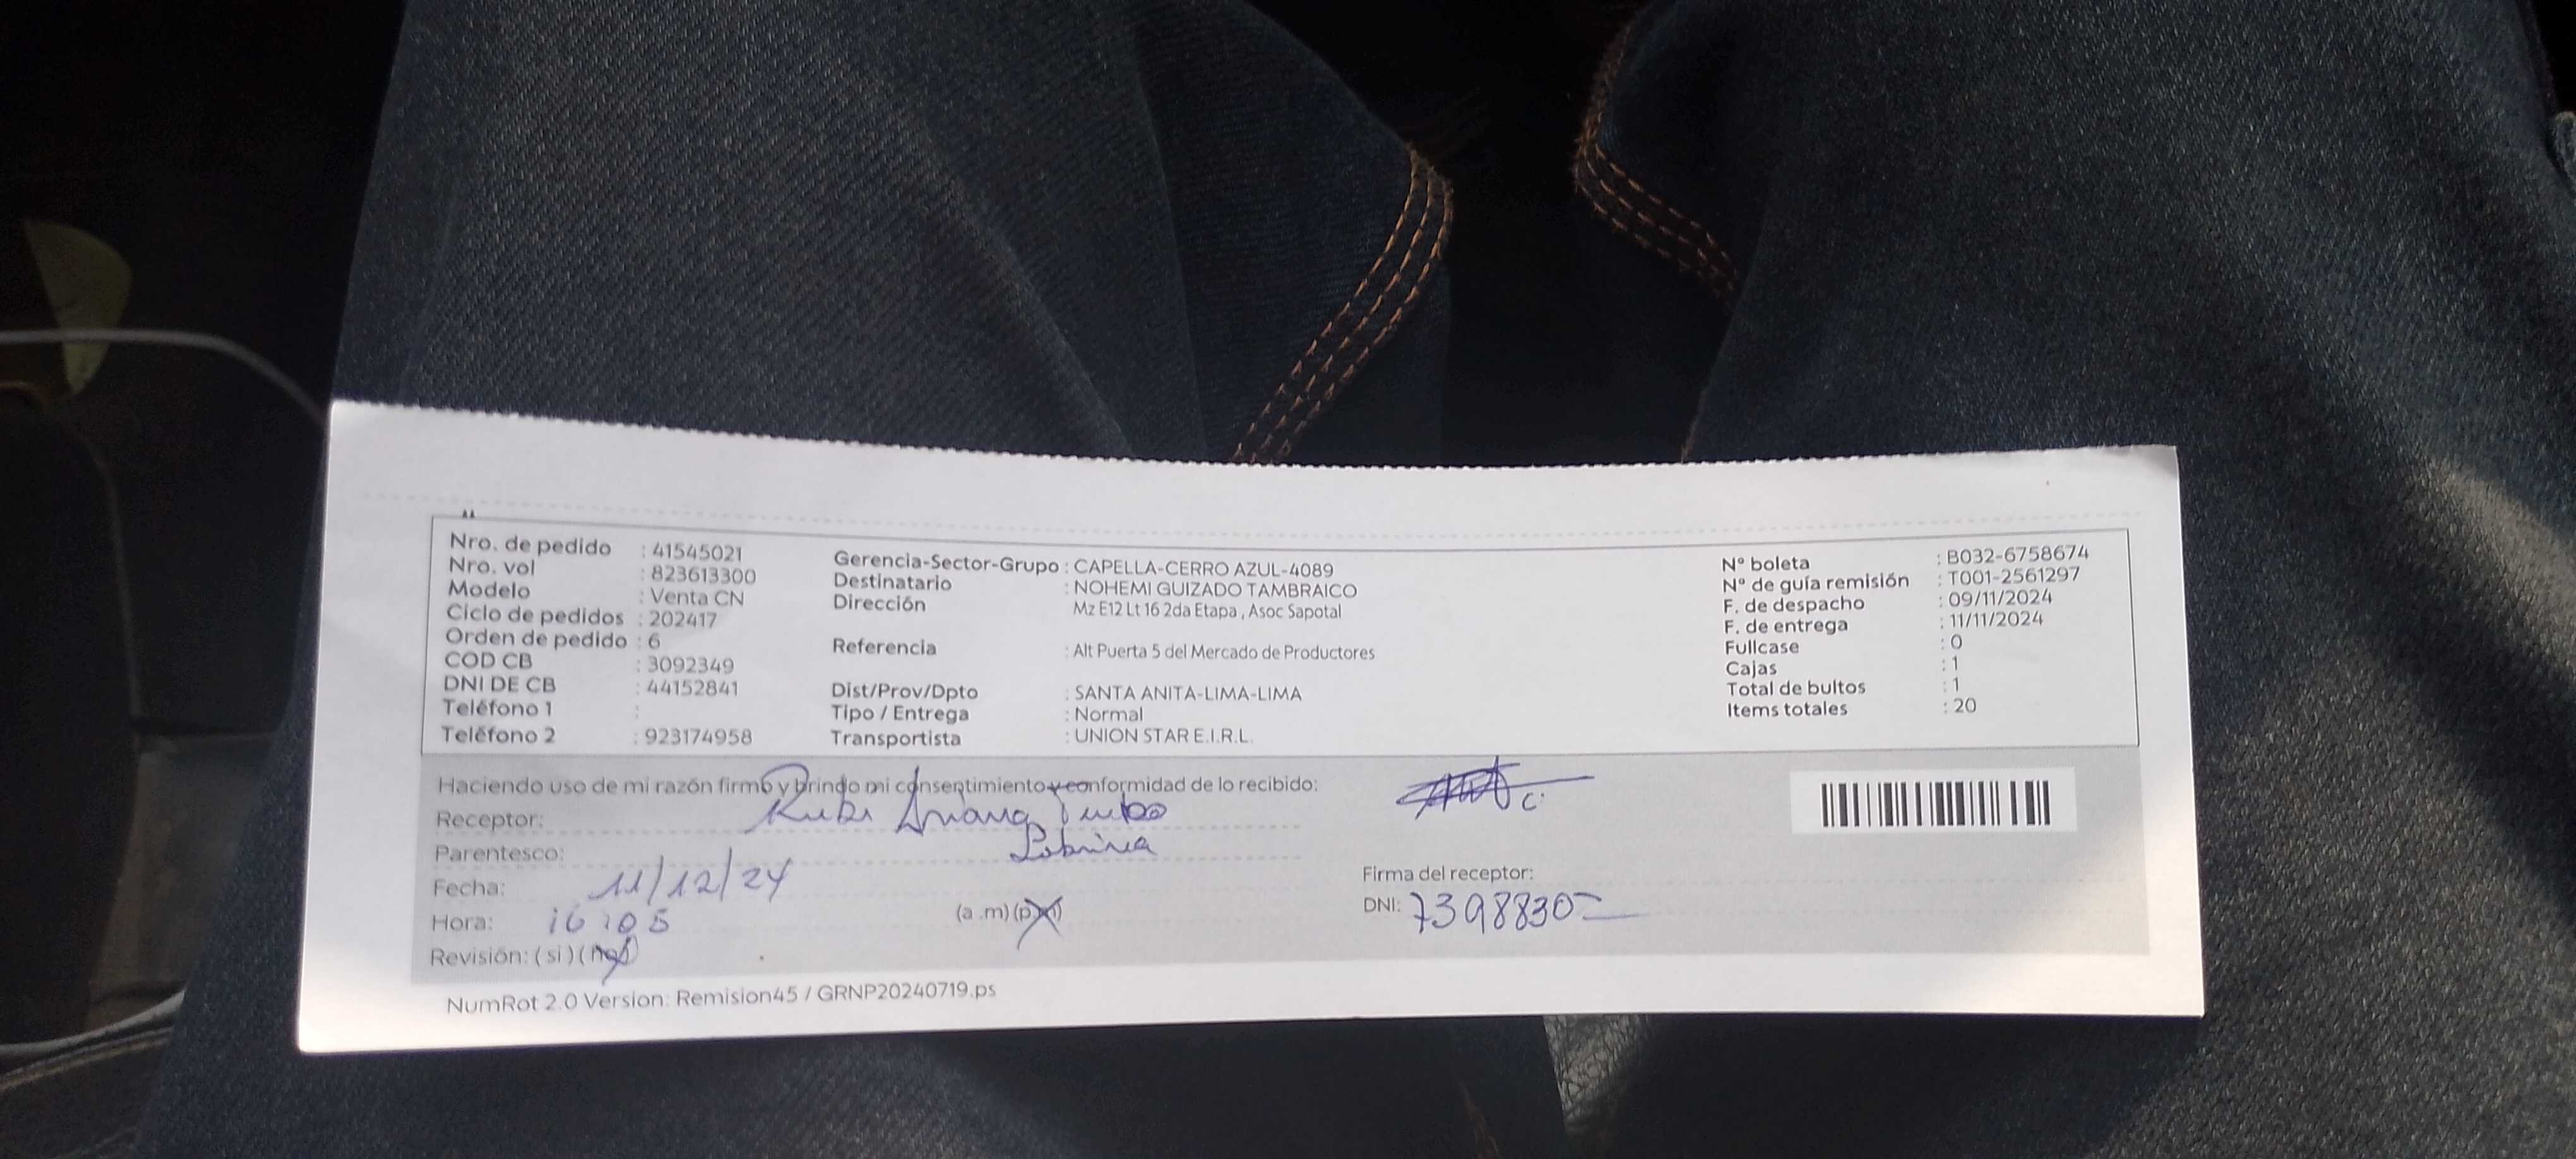 Nro. de pedido : 41545021
Nro. vol : 823613300
Modelo : Venta CN
Ciclo de pedidos : 202417
Orden de pedido : 6
COD CB : 3092349
DNI DE CB : 44152841
Teléfono 1 :
Teléfono 2 : 923174958
Gerencia-Sector-Grupo : CAPELLA-CERRO AZUL-4089
Destinatario : NOHEMI GUIZADO TAMBRAICO
Dirección Mz E12 Lt 16 2da Etapa , Asoc Sapotal
Referencia : Alt Puerta 5 del Mercado de Productores
Dist/Prov/Dpto : SANTA ANITA-LIMA-LIMA
Tipo / Entrega : Normal
Transportista : UNION STAR E.I.R.L.
N° boleta : B032-6758674
N° de guía remisión : T001-2561297
F. de despacho : 09/11/2024
F. de entrega : 11/11/2024
Fullcase : 0
Cajas : 1
Total de bultos : 1
Items totales : 20
Haciendo uso de mi razón firmo y brindo mi consentimiento y conformidad de lo recibido:
Receptor:
Parentesco: Sobrina
Fecha: 11/12/24
Hora: 16:05 (a .m) (p.m)
Revisión: ( si ) ( no )
Firma del receptor:
DNI: 7398830
NumRot 2.0 Version: Remision45 / GRNP20240719.ps